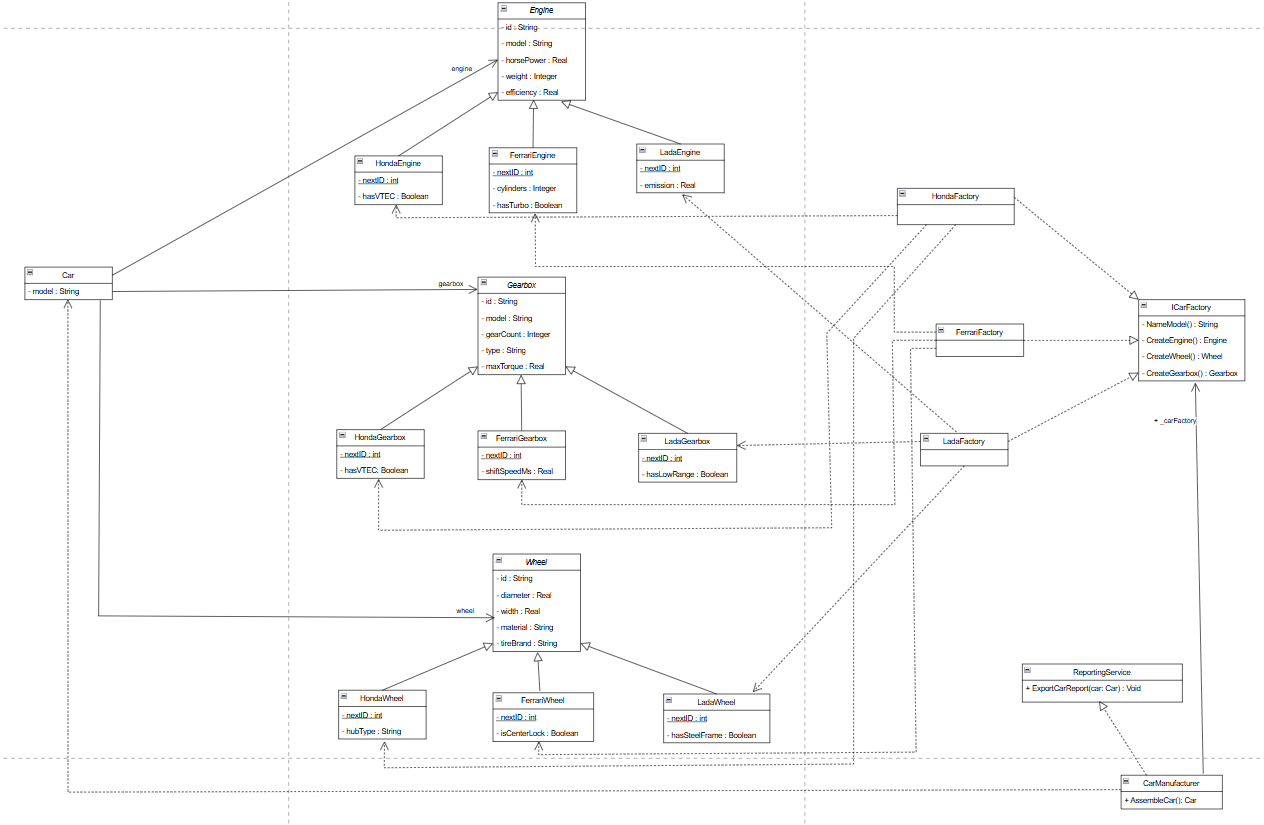 Engine
- id : String
- model : String
- horsePower : Real
- weight : Integer
- efficiency : Real
engine
HondaEngine
- nextID : int
- hasVTEC : Boolean
FerrariEngine
- nextID : int
- cylinders : Integer
- hasTurbo : Boolean
LadaEngine
- nextID : int
- emission : Real
HondaFactory
Car
- model : String
gearbox
Gearbox
- id : String
- model : String
- gearCount : Integer
- type : String
- maxTorque : Real
ICarFactory
- NameModel() : String
- CreateEngine() : Engine
- CreateWheel() : Wheel
- CreateGearbox() : Gearbox
FerrariFactory
+ _carFactory
HondaGearbox
- nextID : int
- hasVTEC: Boolean
FerrariGearbox
- nextID : int
- shiftSpeedMs : Real
LadaGearbox
- nextID : int
- hasLowRange : Boolean
LadaFactory
wheel
Wheel
- id : String
- diameter : Real
- width : Real
- material : String
- tireBrand : String
HondaWheel
- nextID : int
- hubType : String
FerrariWheel
- nextID : int
- isCenterLock : Boolean
LadaWheel
- nextID : int
- hasSteelFrame : Boolean
ReportingService
+ ExportCarReport(car: Car) : Void
CarManufacturer
+ AssembleCar(): Car